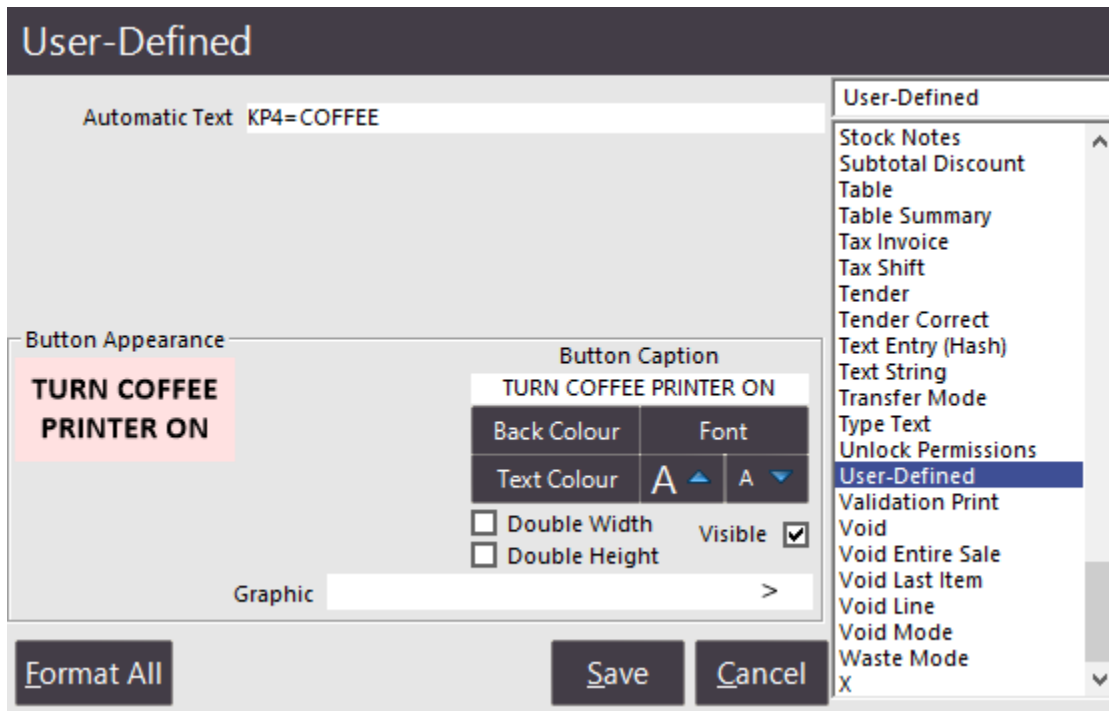 User-Defined
Automatic Text KP4=COFFEE
Button Appearance
TURN COFFEE
PRINTER ON
Button Caption
TURN COFFEE PRINTER ON
Back Colour Font
Text Colour A A
Double Width
Visible
Double Height
Graphic >
Format All Save Cancel
User-Defined
Stock Notes
Subtotal Discount
Table
Table Summary
Tax Invoice
Tax Shift
Tender
Tender Correct
Text Entry (Hash)
Text String
Transfer Mode
Type Text
Unlock Permissions
User-Defined
Validation Print
Void
Void Entire Sale
Void Last Item
Void Line
Void Mode
Waste Mode
X